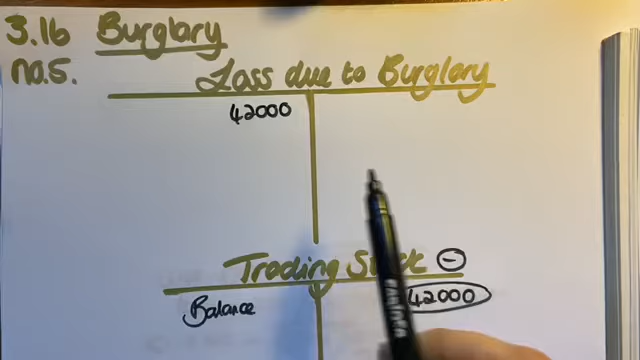 3.16 Burglary
no.5.
Loss due to Burglary
42000
Trading Stock -
Balance 42000